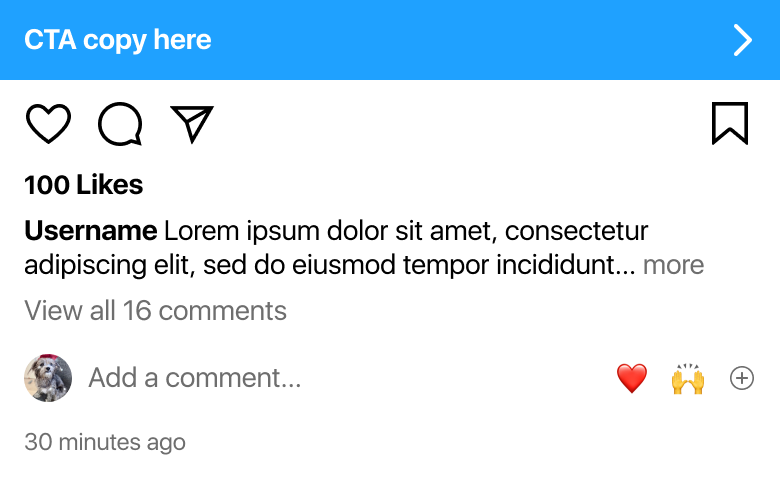 CTA copy here
100 Likes
Username Lorem ipsum dolor sit amet, consectetur
adipiscing elit, sed do eiusmod tempor incididunt... more
View all 16 comments
Add a comment...
30 minutes ago